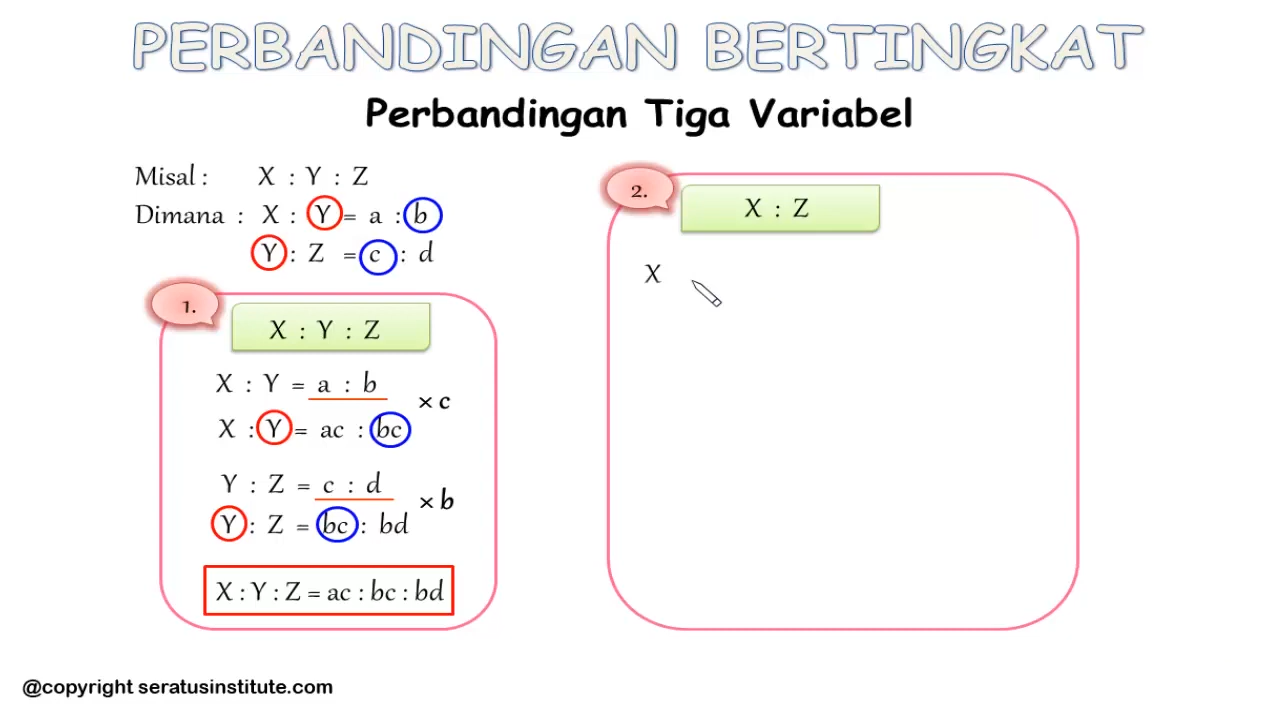 PERBANDINGAN BERTINGKAT
Perbandingan Tiga Variabel
Misal : X : Y : Z
Dimana : X : Y = a : b
Y : Z = c : d
1.
X : Y : Z
X : Y = a : b
× c
X : Y = ac : bc
Y : Z = c : d
× b
Y : Z = bc : bd
X : Y : Z = ac : bc : bd
2.
X : Z
X
@copyright seratusinstitute.com